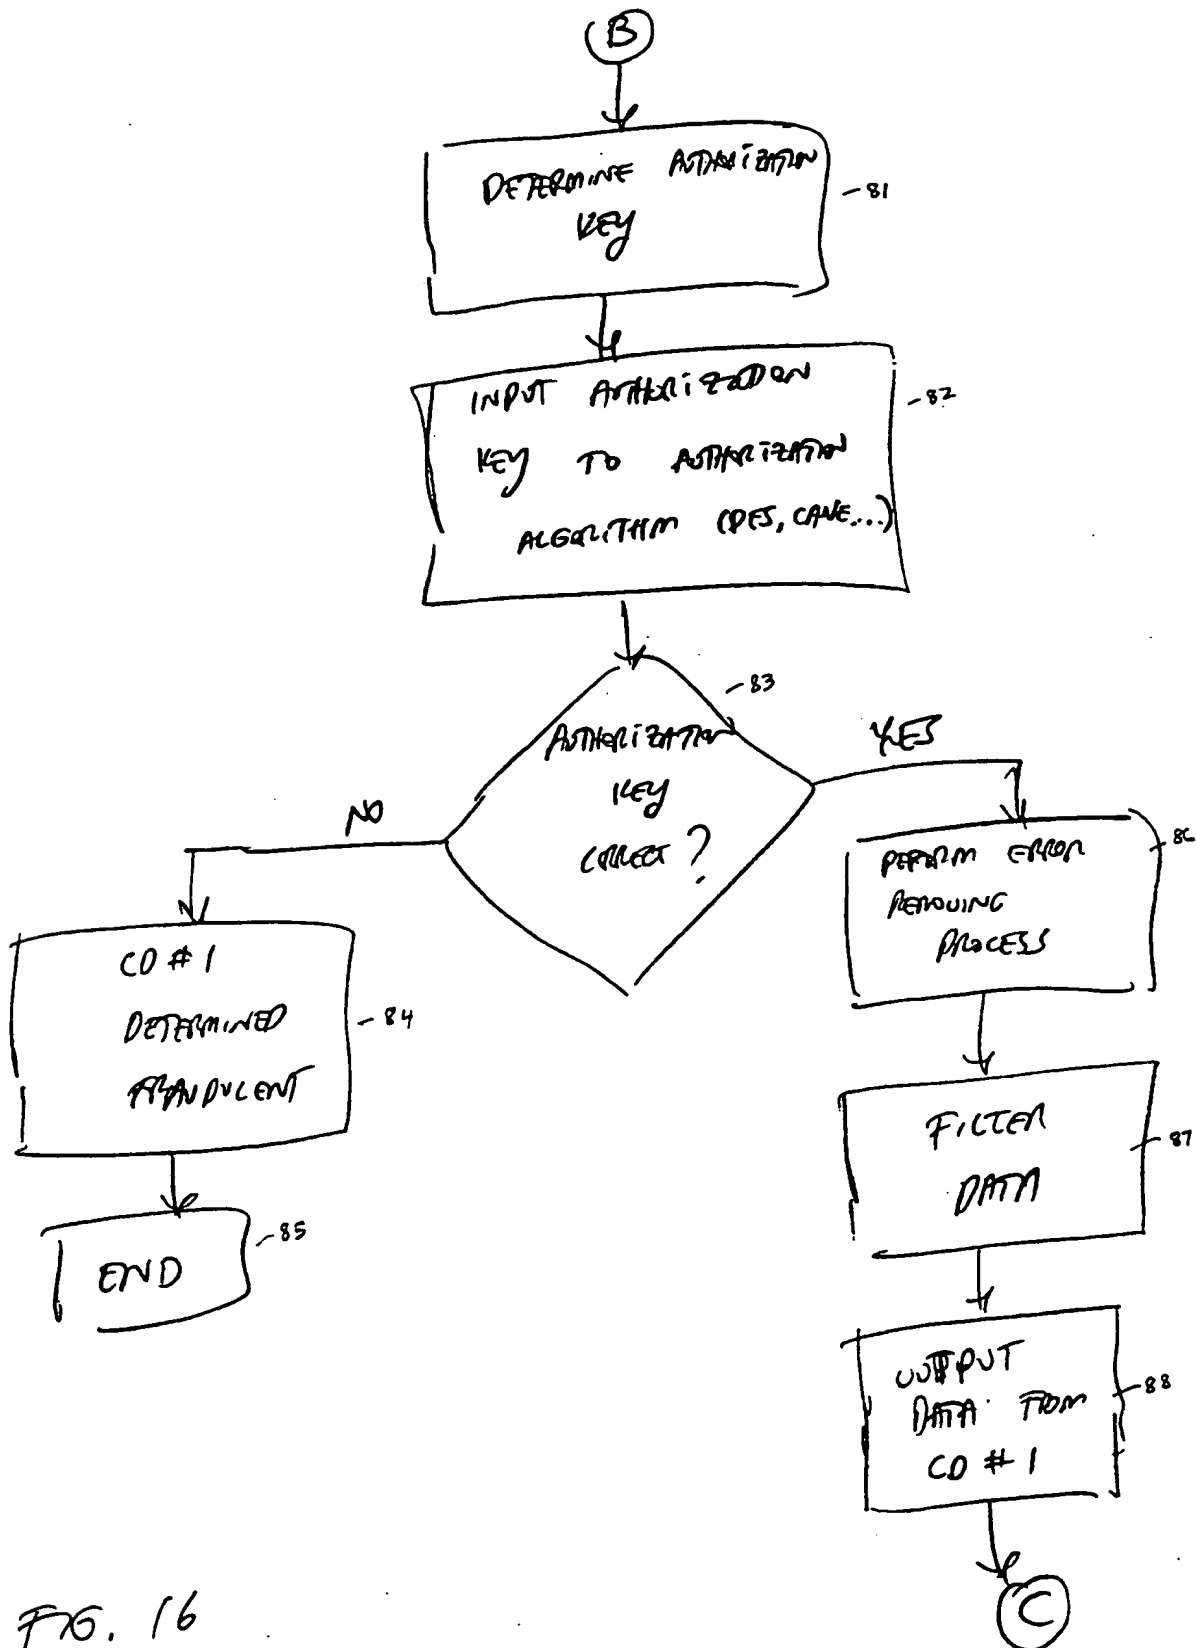 B
DETERMINE AUTHORIZATION
KEY
-81
INPUT AUTHORIZATION
KEY TO AUTHORIZATION
ALGORITHM (DES, CAVE...)
-82
-83
AUTHORIZATION
KEY
CORRECT?
YES
NO
CD #1
DETERMINED
FRAUDULENT
-84
END
-85
PERFORM ERROR
REMOVING
PROCESS
-86
FILTER
DATA
-87
OUTPUT
DATA FROM
CD #1
-88
C
FIG. 16